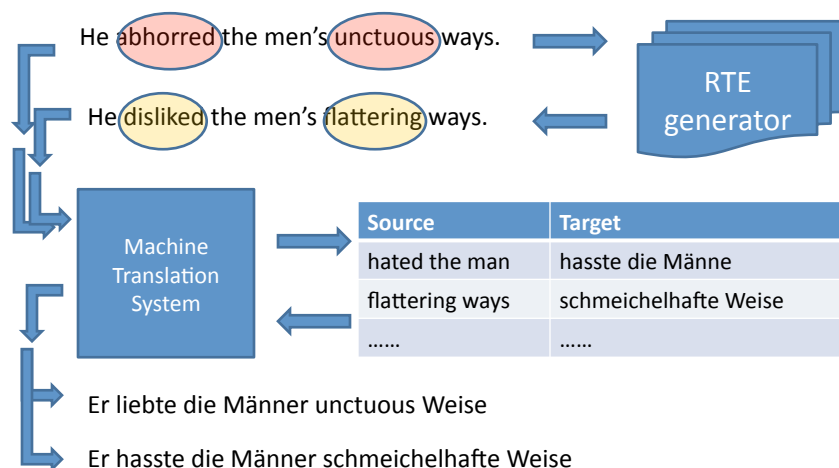 He abhorred the men's unctuous ways.
RTE
generator
He disliked the men's flattering ways.
Machine
Translation
System
Source Target
hated the man hasste die Männe
flattering ways schmeichelhafte Weise
...... ......
Er liebte die Männer unctuous Weise
Er hasste die Männer schmeichelhafte Weise